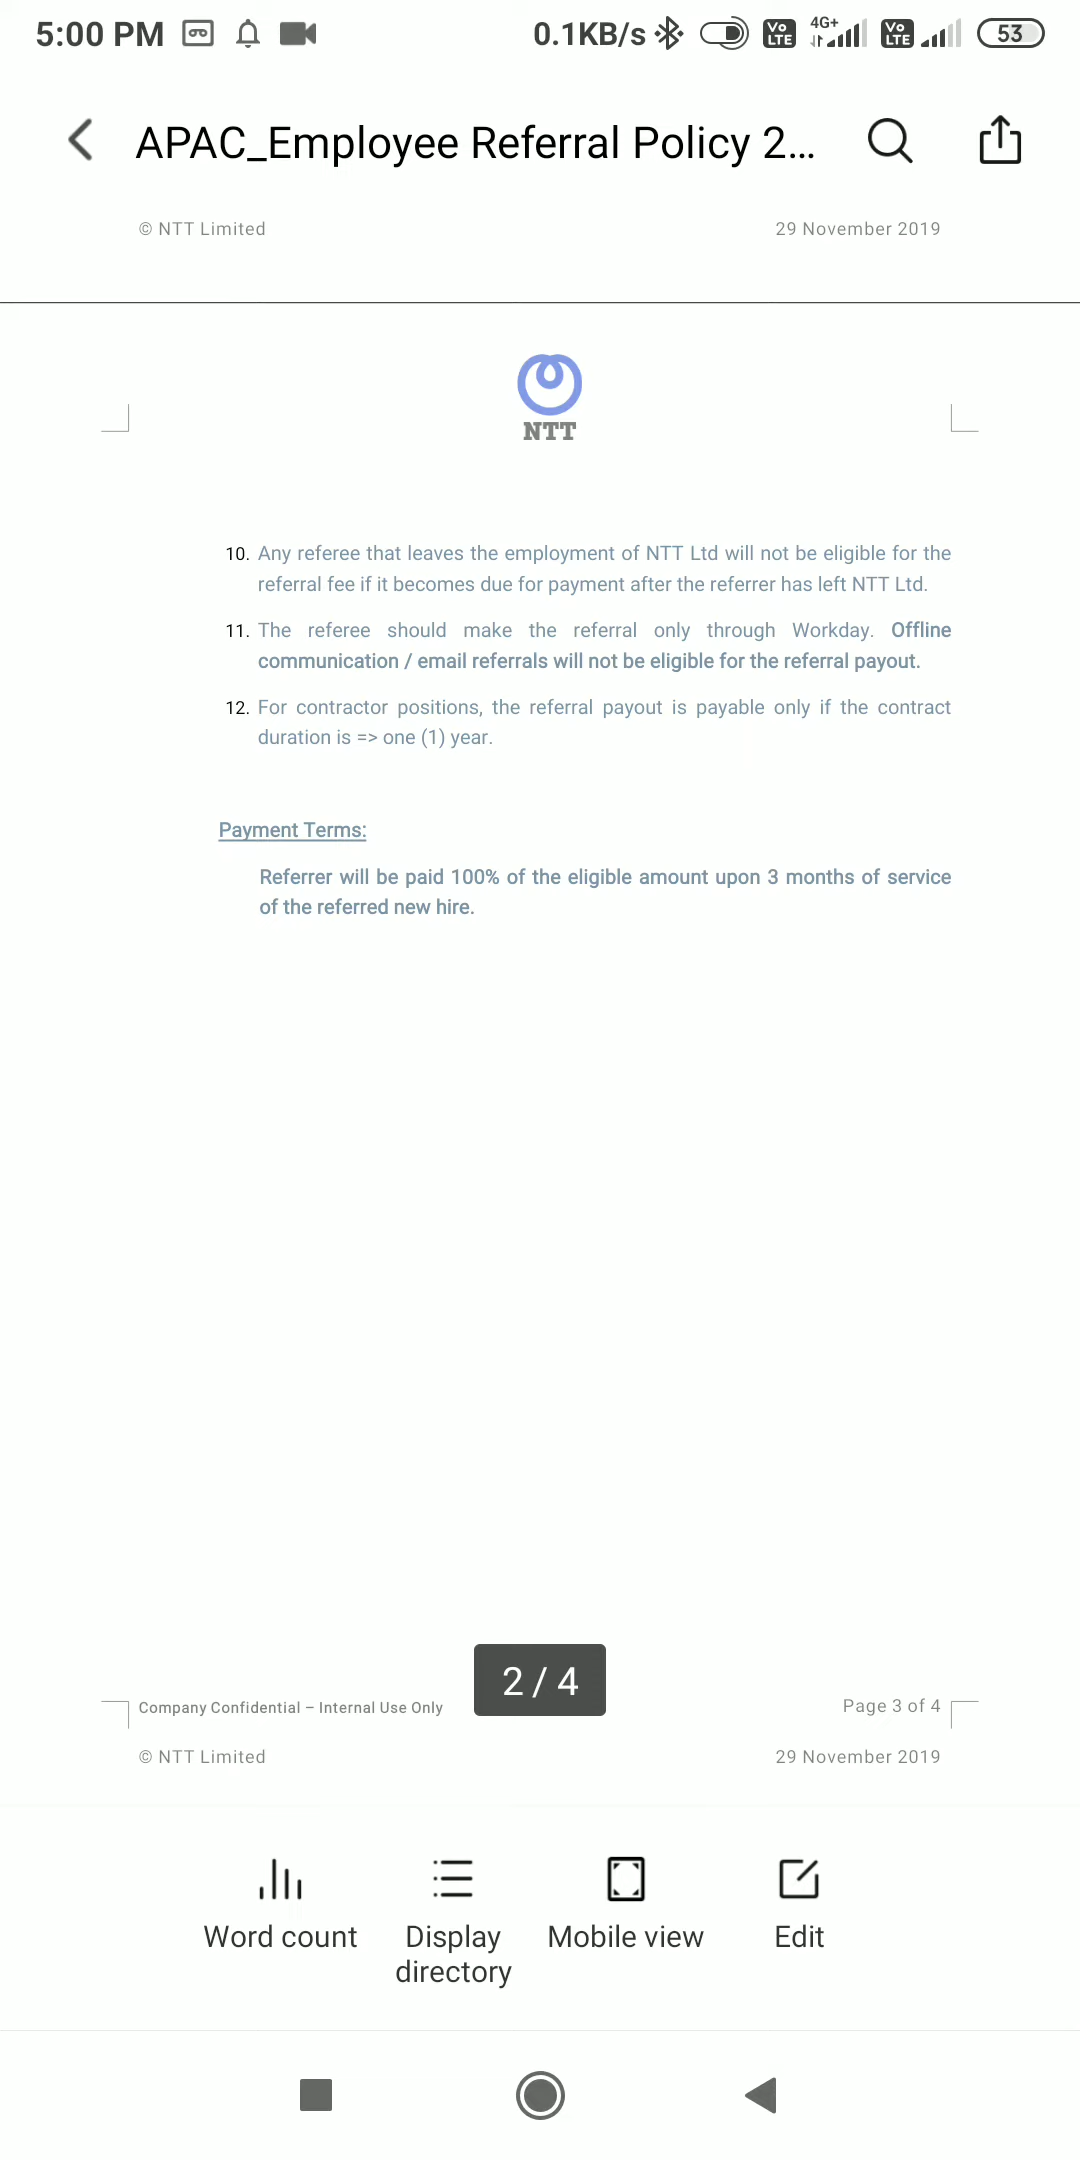 5:00 PM
0.1KB/s
Vo LTE
4G+
Vo LTE
53
APAC_Employee Referral Policy 2...
© NTT Limited
29 November 2019
NTT
10. Any referee that leaves the employment of NTT Ltd will not be eligible for the
referral fee if it becomes due for payment after the referrer has left NTT Ltd.
11. The referee should make the referral only through Workday. Offline
communication / email referrals will not be eligible for the referral payout.
12. For contractor positions, the referral payout is payable only if the contract
duration is => one (1) year.
Payment Terms:
Referrer will be paid 100% of the eligible amount upon 3 months of service
of the referred new hire.
2 / 4
Company Confidential – Internal Use Only
Page 3 of 4
© NTT Limited
29 November 2019
Word count
Display
directory
Mobile view
Edit